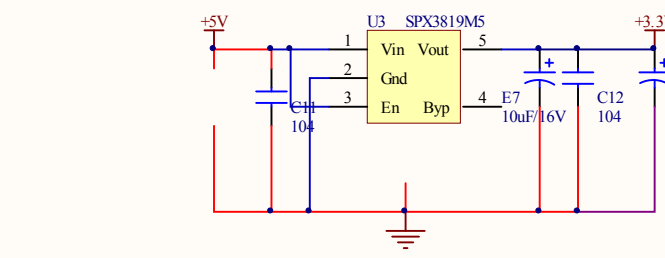 +5V
U3 SPX3819M5
+3.3
1 Vin Vout 5
2 Gnd
3 En Byp 4
C11
104
E7
10uF/16V
C12
104